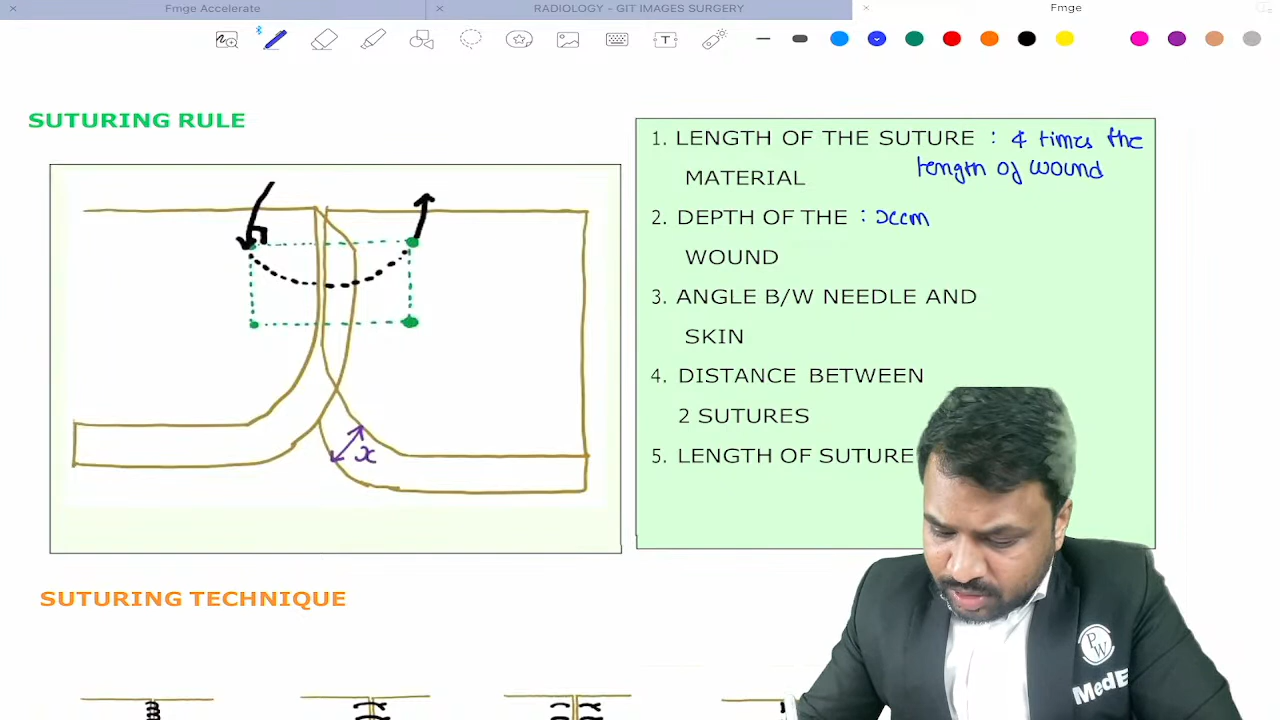 Fmge Accelerate
RADIOLOGY - GIT IMAGES SURGERY
Fmge
SUTURING RULE
x
1. LENGTH OF THE SUTURE : 4 times the
length of wound
MATERIAL
2. DEPTH OF THE : xcm
WOUND
3. ANGLE B/W NEEDLE AND
SKIN
4. DISTANCE BETWEEN
2 SUTURES
5. LENGTH OF SUTURE
SUTURING TECHNIQUE
PW
MedE